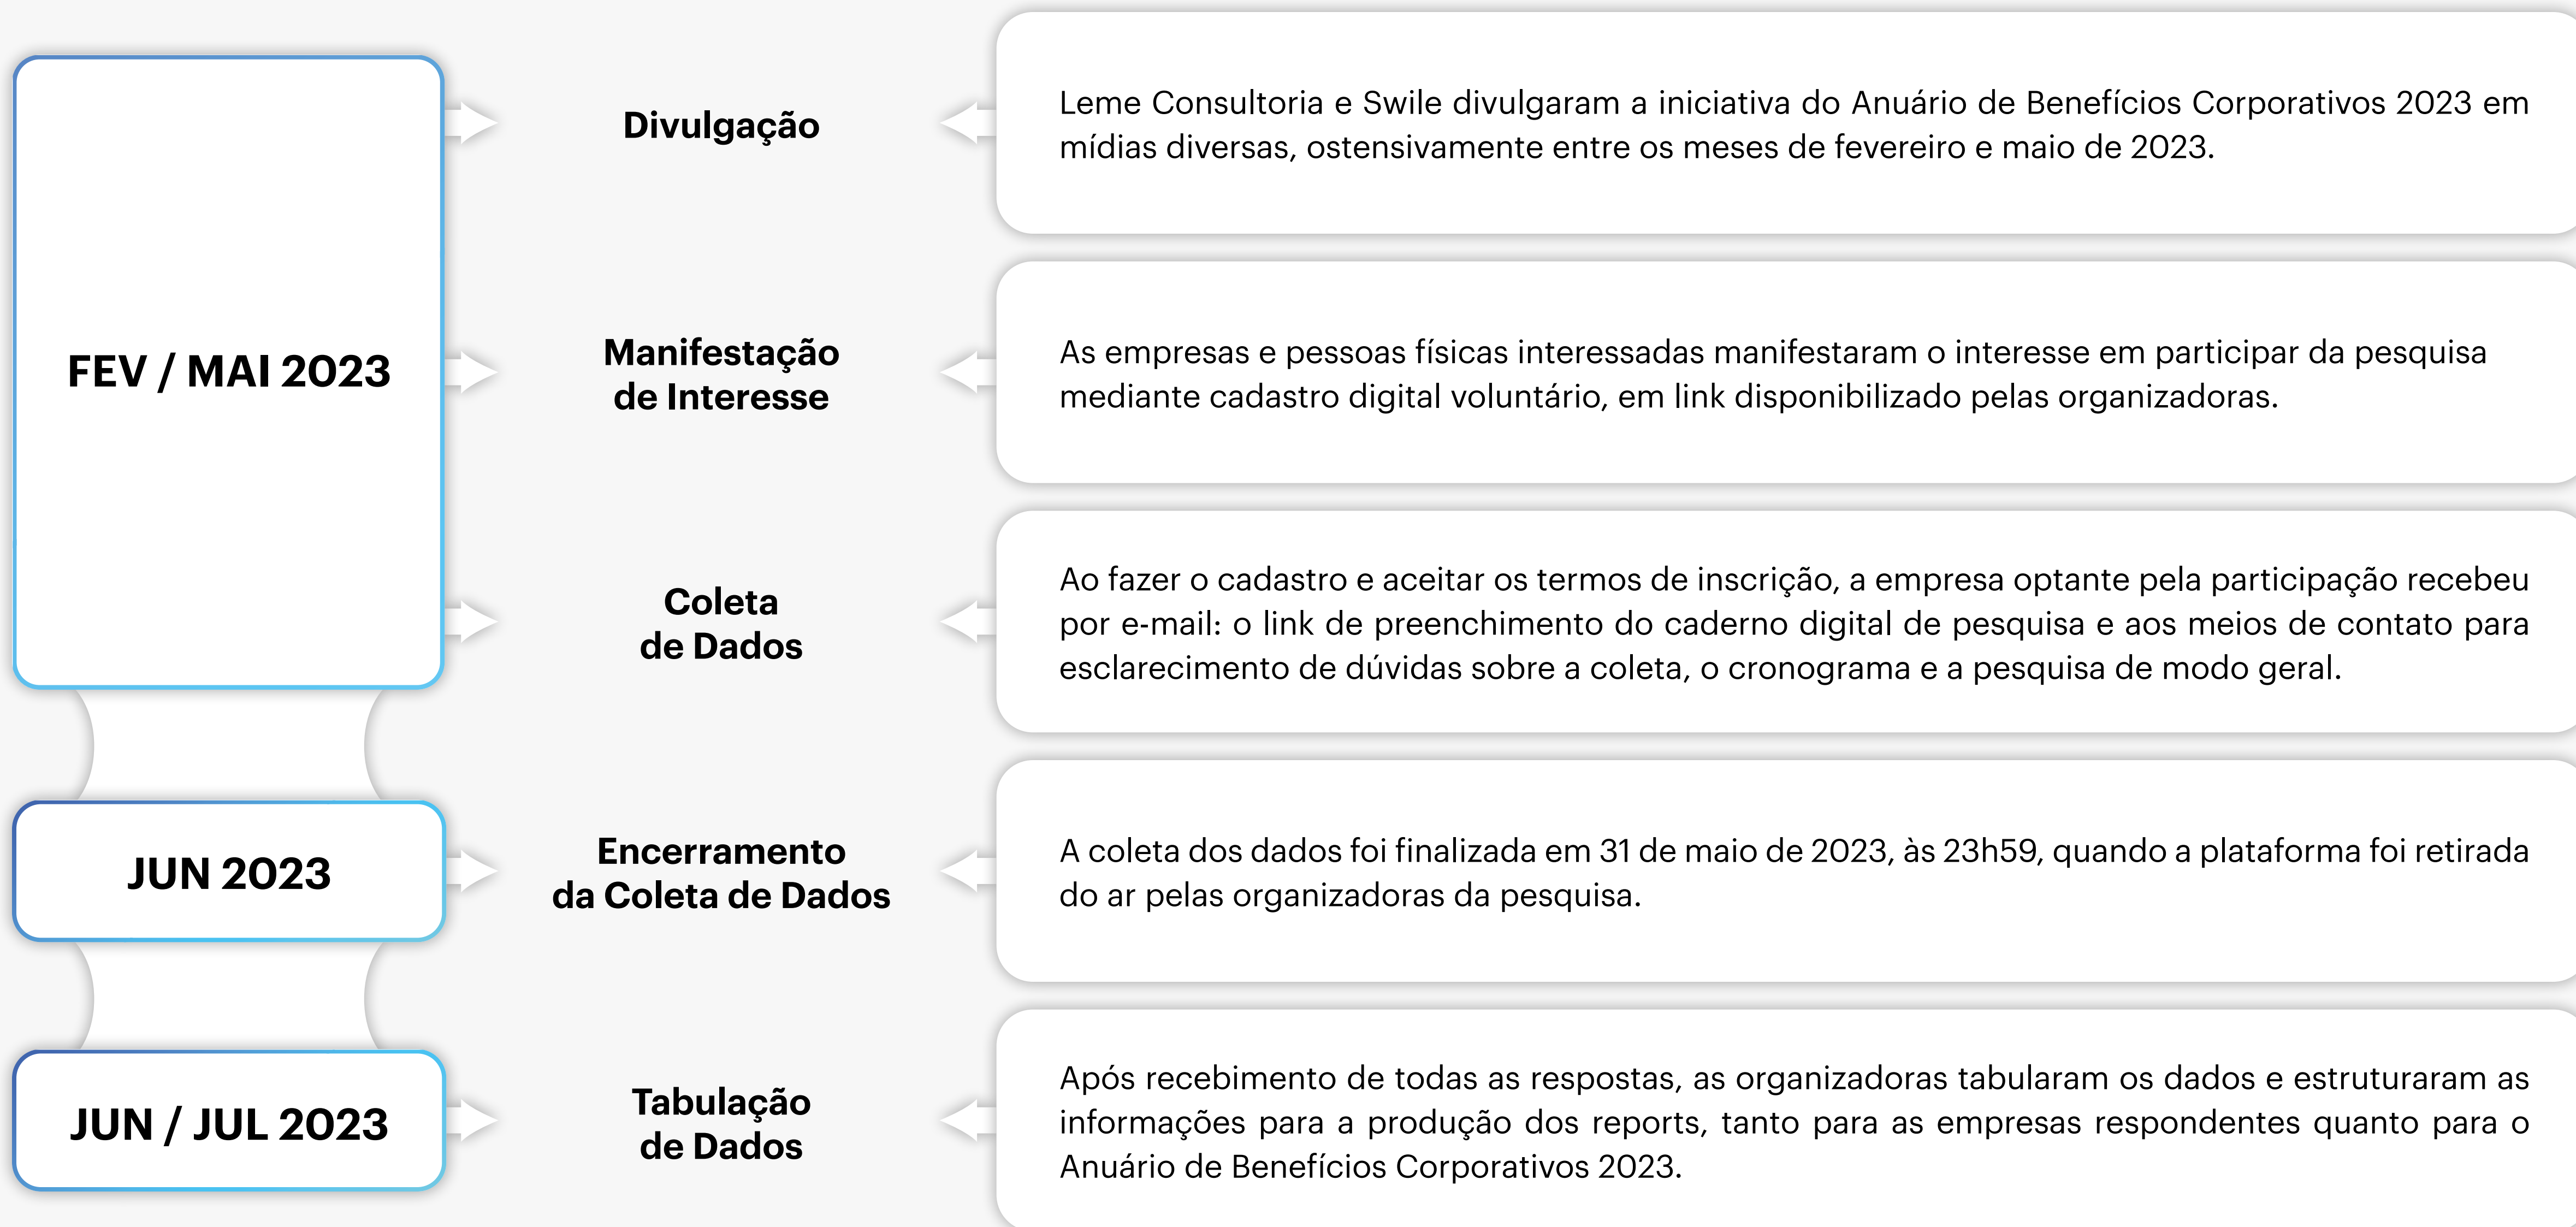 FEV / MAI 2023
Divulgação
Leme Consultoria e Swile divulgaram a iniciativa do Anuário de Benefícios Corporativos 2023 em
mídias diversas, ostensivamente entre os meses de fevereiro e maio de 2023.
Manifestação
de Interesse
As empresas e pessoas físicas interessadas manifestaram o interesse em participar da pesquisa
mediante cadastro digital voluntário, em link disponibilizado pelas organizadoras.
Coleta
de Dados
Ao fazer o cadastro e aceitar os termos de inscrição, a empresa optante pela participação recebeu
por e-mail: o link de preenchimento do caderno digital de pesquisa e aos meios de contato para
esclarecimento de dúvidas sobre a coleta, o cronograma e a pesquisa de modo geral.
JUN 2023
Encerramento
da Coleta de Dados
A coleta dos dados foi finalizada em 31 de maio de 2023, às 23h59, quando a plataforma foi retirada
do ar pelas organizadoras da pesquisa.
JUN / JUL 2023
Tabulação
de Dados
Após recebimento de todas as respostas, as organizadoras tabularam os dados e estruturaram as
informações para a produção dos reports, tanto para as empresas respondentes quanto para o
Anuário de Benefícios Corporativos 2023.